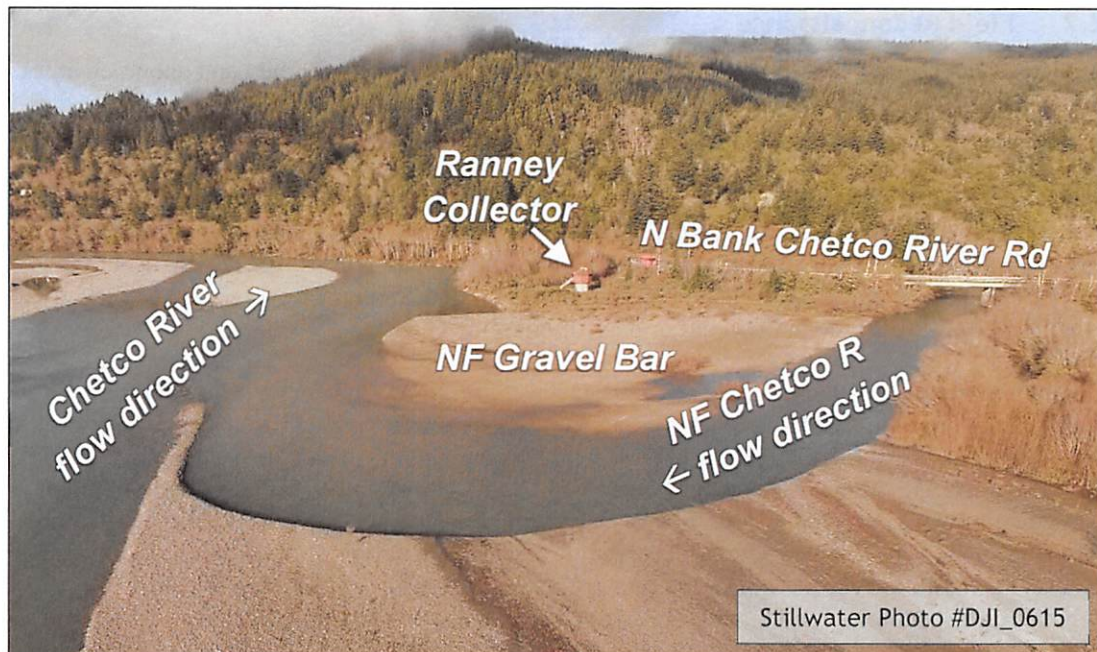 Ranney
Collector
N Bank Chetco River Rd
Chetco River
flow direction →
NF Gravel Bar
NF Chetco R
← flow direction
Stillwater Photo #DJI_0615